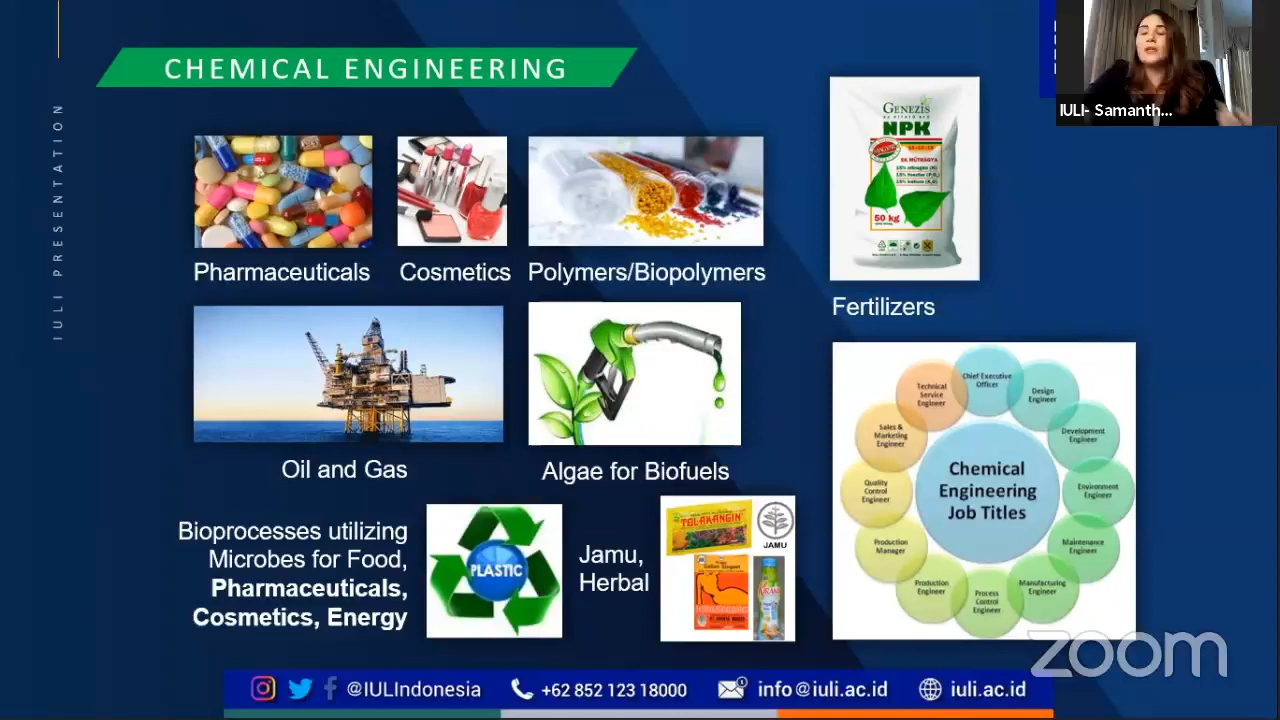 CHEMICAL ENGINEERING
IULI PRESENTATION
IULI- Samanth...
Pharmaceuticals
Cosmetics
Polymers/Biopolymers
GENEZIS
NPK
50 kg
Fertilizers
Oil and Gas
Algae for Biofuels
Bioprocesses utilizing
Microbes for Food,
Pharmaceuticals,
Cosmetics, Energy
PLASTIC
Jamu,
Herbal
JAMU
Chemical
Engineering
Job Titles
Chief Executive
Officer
Design
Engineer
Development
Engineer
Environment
Engineer
Maintenance
Engineer
Manufacturing
Engineer
Process
Control
Engineer
Production
Engineer
Production
Manager
Quality
Control
Engineer
Sales &
Marketing
Engineer
Technical
Service
Engineer
zoom
@IULIndonesia
+62 852 123 18000
info@iuli.ac.id
iuli.ac.id